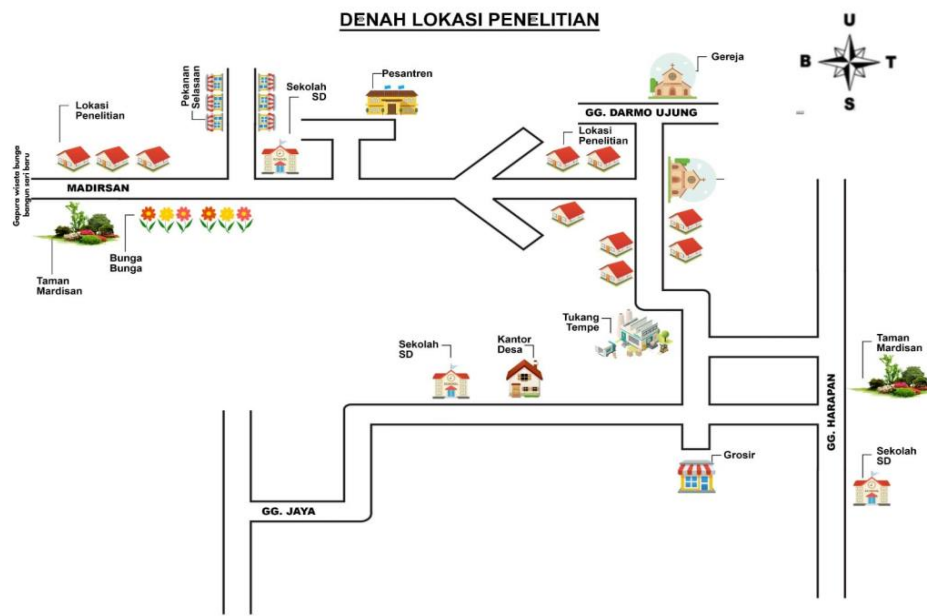 DENAH LOKASI PENELITIAN
U
B
T
S
Gereja
GG. DARMO UJUNG
Pekanan
Selasaan
Sekolah
SD
Pesantren
Lokasi
Penelitian
Lokasi
Penelitian
Gapura wisata bunga
bangun sari baru
MADIRSAN
Bunga
Bunga
Taman
Mardisan
Tukang
Tempe
Sekolah
SD
Kantor
Desa
Taman
Mardisan
GG. HARAPAN
Grosir
Sekolah
SD
GG. JAYA